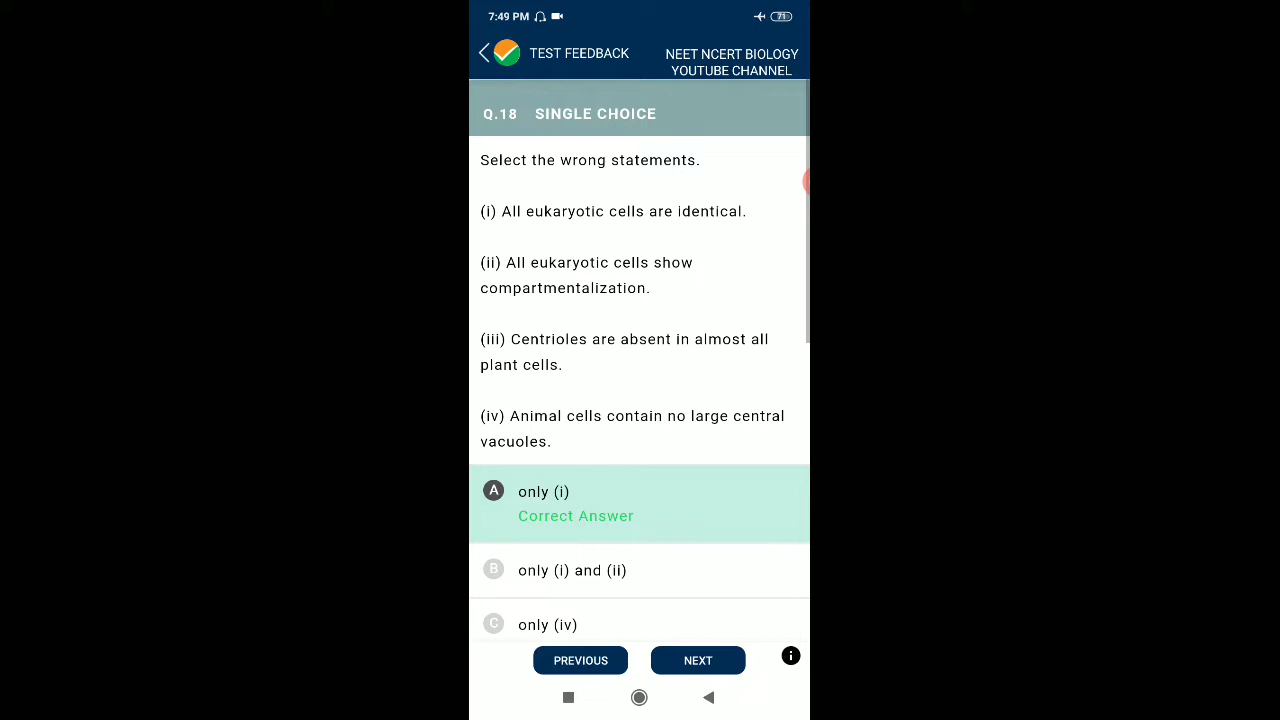 7:49 PM
71
TEST FEEDBACK
NEET NCERT BIOLOGY
YOUTUBE CHANNEL
Q.18 SINGLE CHOICE
Select the wrong statements.
(i) All eukaryotic cells are identical.
(ii) All eukaryotic cells show
compartmentalization.
(iii) Centrioles are absent in almost all
plant cells.
(iv) Animal cells contain no large central
vacuoles.
A only (i)
Correct Answer
B only (i) and (ii)
C only (iv)
PREVIOUS NEXT